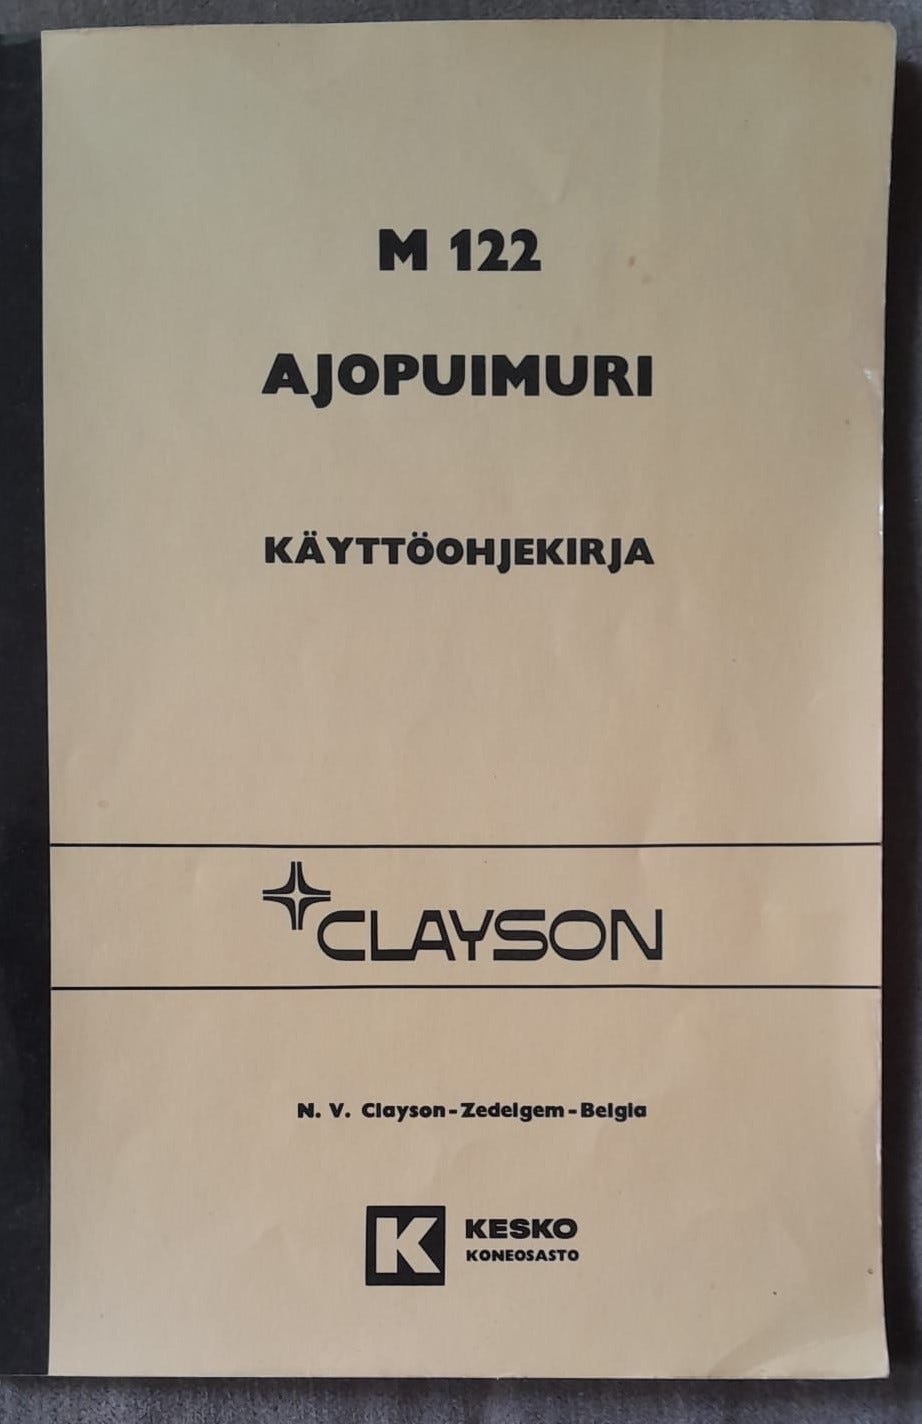 M 122
AJOPUIMURI
KÄYTTÖOHJEKIRJA
CLAYSON
N. V. Clayson - Zedelgem - Belgia
K KESKO
KONEOSASTO